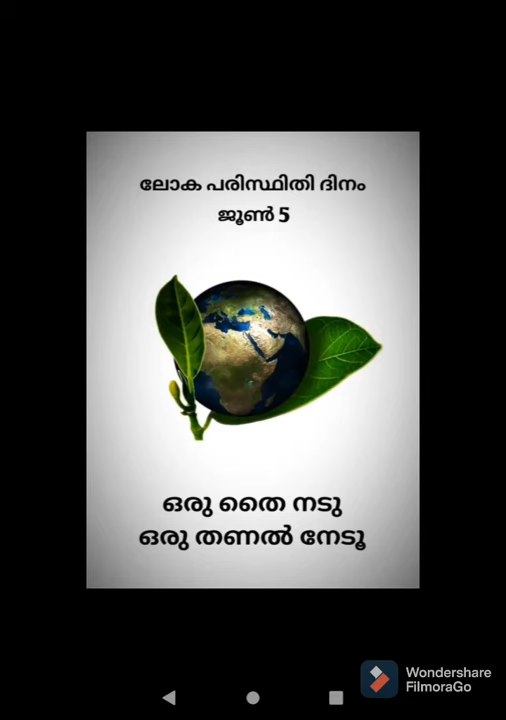 ലോക പരിസ്ഥിതി ദിനം
ജൂൺ 5
ഒരു തൈ നടു
ഒരു തണൽ നേടൂ
Wondershare
FilmoraGo